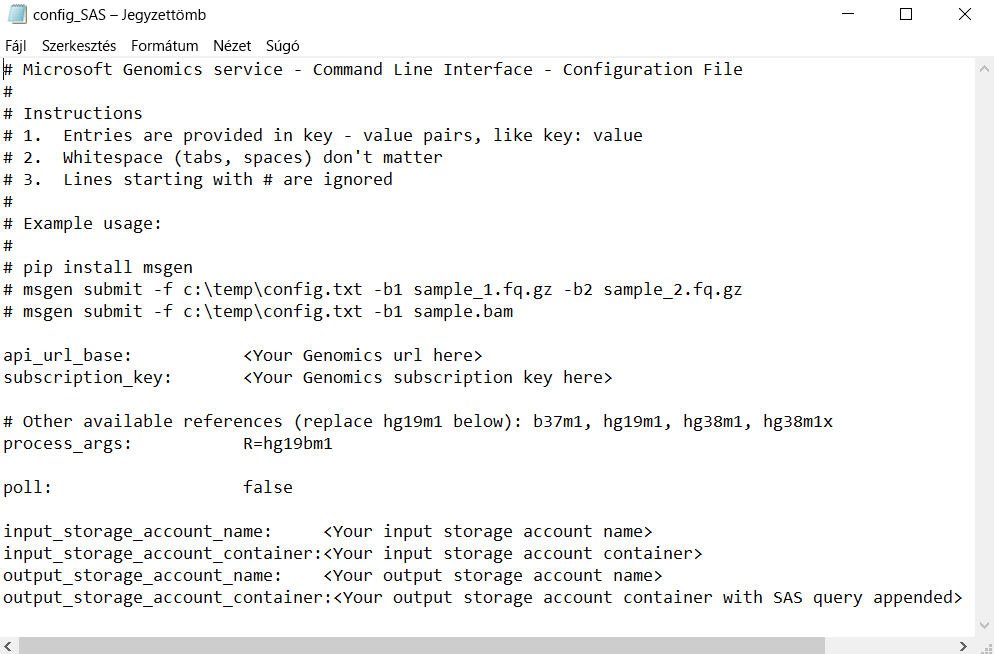 config_SAS – Jegyzettömb
Fájl Szerkesztés Formátum Nézet Súgó
# Microsoft Genomics service - Command Line Interface - Configuration File
#
# Instructions
# 1.  Entries are provided in key - value pairs, like key: value
# 2.  Whitespace (tabs, spaces) don't matter
# 3.  Lines starting with # are ignored
#
# Example usage:
#
# pip install msgen
# msgen submit -f c:\temp\config.txt -b1 sample_1.fq.gz -b2 sample_2.fq.gz
# msgen submit -f c:\temp\config.txt -b1 sample.bam
api_url_base:           <Your Genomics url here>
subscription_key:       <Your Genomics subscription key here>
# Other available references (replace hg19m1 below): b37m1, hg19m1, hg38m1, hg38m1x
process_args:           R=hg19bm1
poll:                   false
input_storage_account_name:     <Your input storage account name>
input_storage_account_container:<Your input storage account container>
output_storage_account_name:    <Your output storage account name>
output_storage_account_container:<Your output storage account container with SAS query appended>